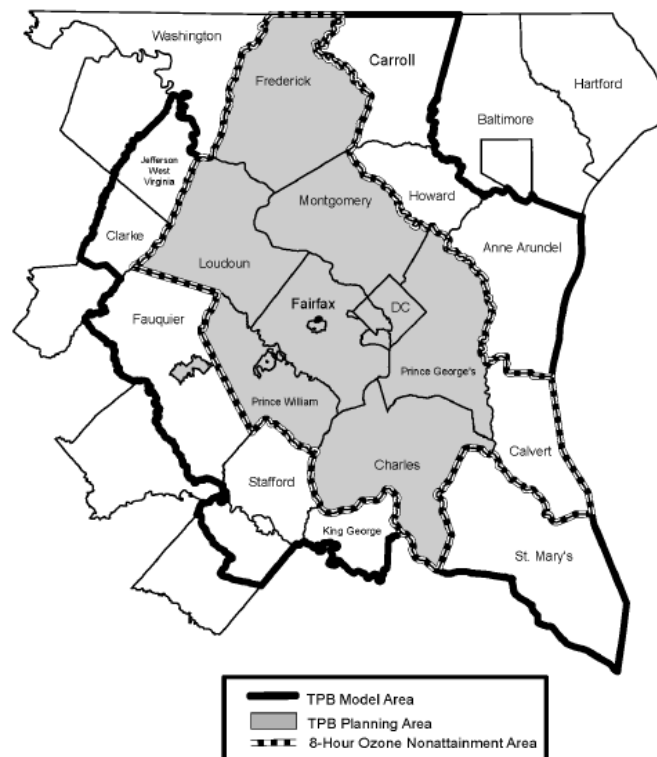 Washington
Carroll
Frederick
Hartford
Baltimore
Jefferson
West
Virginia
Howard
Montgomery
Clarke
Anne Arundel
Loudoun
Fairfax
DC
Fauquier
Prince George's
Prince William
Calvert
Charles
Stafford
King George
St. Mary's
TPB Model Area
TPB Planning Area
8-Hour Ozone Nonattainment Area